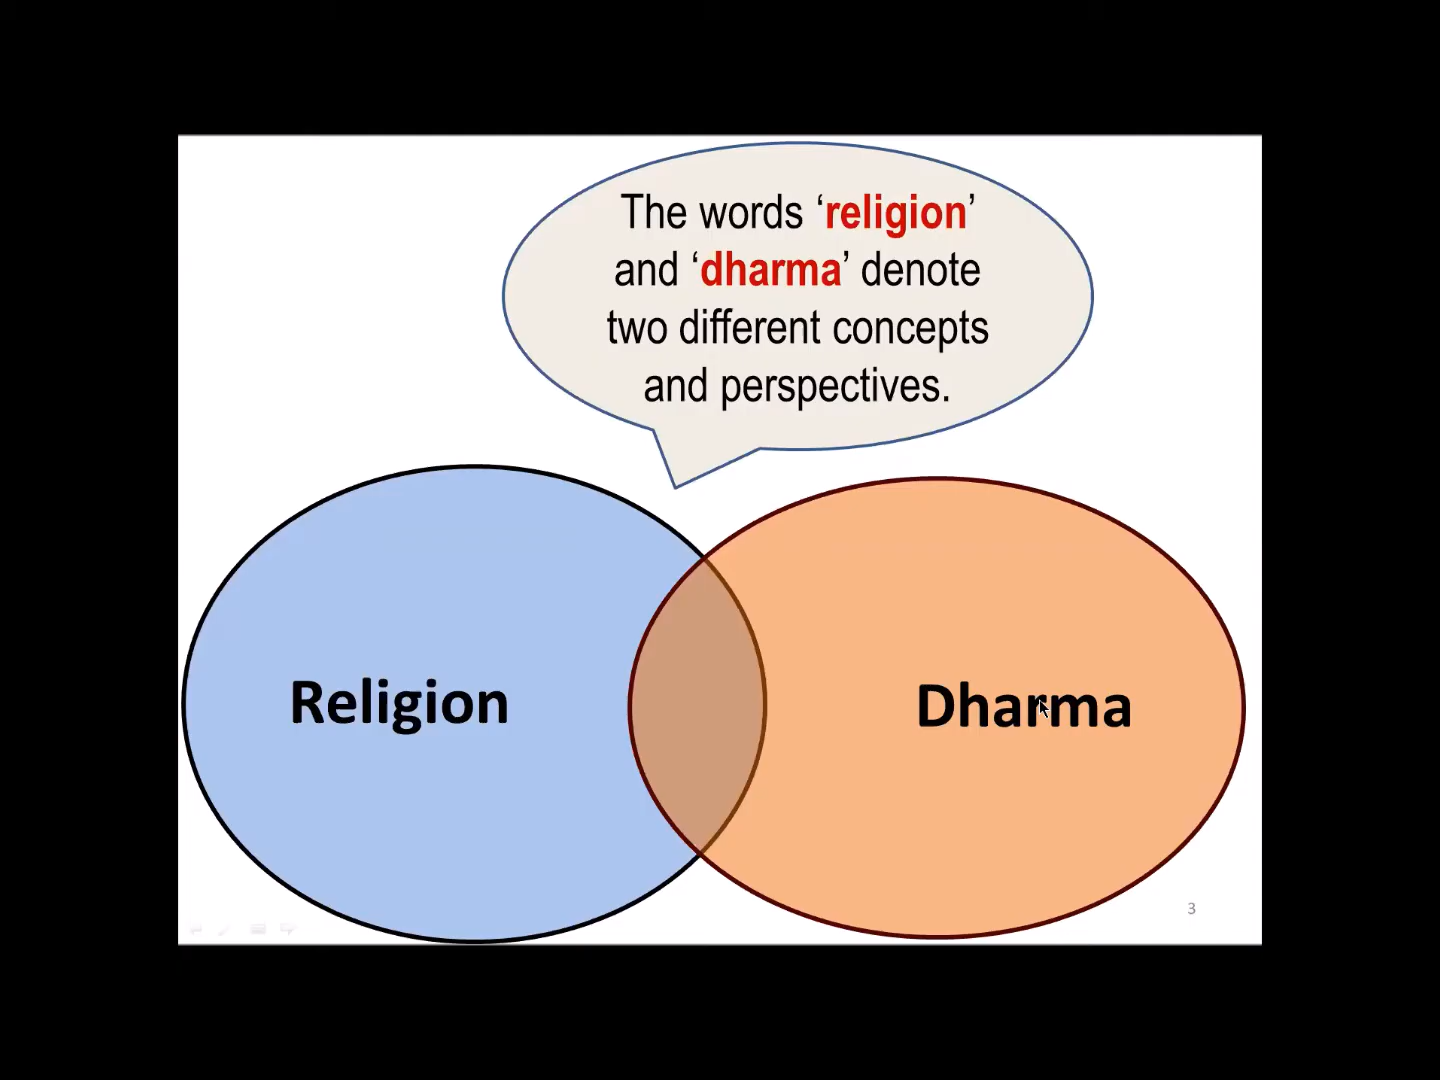 The words ‘religion’
and ‘dharma’ denote
two different concepts
and perspectives.
Religion
Dharma
3